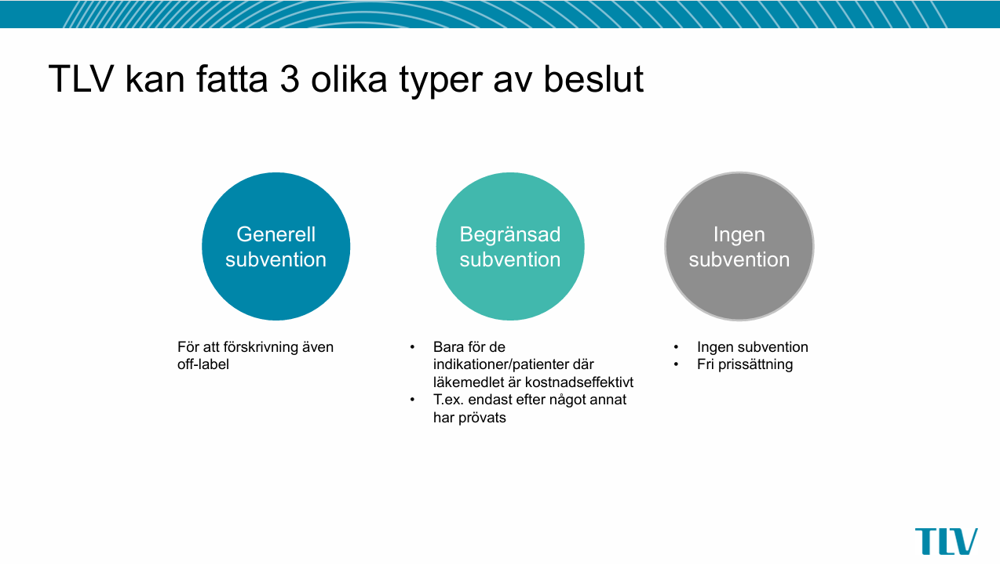 TLV kan fatta 3 olika typer av beslut
Generell
subvention
För att förskrivning även
off-label
Begränsad
subvention
• Bara för de
indikationer/patienter där
läkemedlet är kostnadseffektivt
• T.ex. endast efter något annat
har prövats
Ingen
subvention
• Ingen subvention
• Fri prissättning
TLV